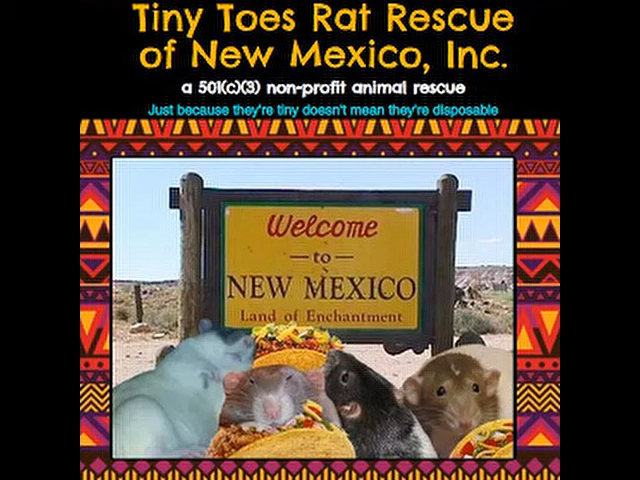 Tiny Toes Rat Rescue
of New Mexico, Inc.
a 501(c)(3) non-profit animal rescue
Just because they're tiny doesn't mean they're disposable
Welcome
to
NEW MEXICO
Land of Enchantment